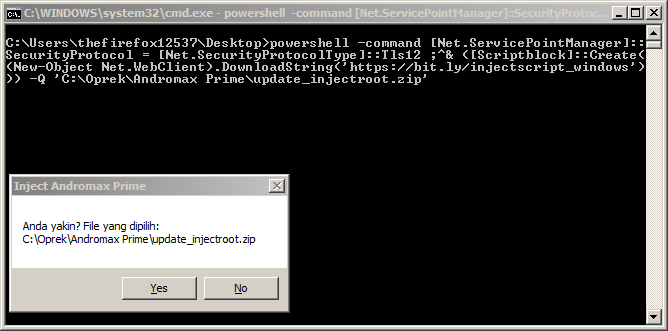 C:\WINDOWS\system32\cmd.exe - powershell -command [Net.ServicePointManager]::SecurityProtoc...
C:\Users\thefirefox12537\Desktop>powershell -command [Net.ServicePointManager]::
SecurityProtocol = [Net.SecurityProtocolType]::Tls12 ;^& ([Scriptblock]::Create(
(New-Object Net.WebClient).DownloadString('https://bit.ly/injectscript_windows')
)) -Q 'C:\Oprek\Andromax Prime\update_injectroot.zip'
Inject Andromax Prime
Anda yakin? File yang dipilih:
C:\Oprek\Andromax Prime\update_injectroot.zip
Yes No